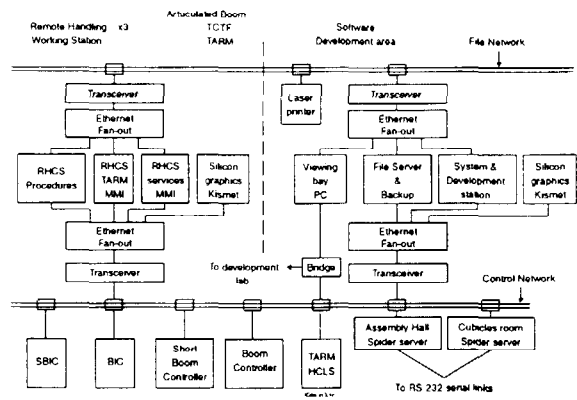 Remote Handling x3
Working Station
Articulated Boom
TCTF
TARM
Software
Development area
File Network
Transceiver
Laser
printer
Transceiver
Ethernet
Fan-out
Ethernet
Fan-out
RHCS
Procedures
RHCS
TARM
MMI
RHCS
services
MMI
Silicon
graphics
Kismet
Viewing
bay
PC
File Server
&
Backup
System &
Development
station
Silicon
graphics
Kismet
Ethernet
Fan-out
Ethernet
Fan-out
To development
lab
Bridge
Transceiver
Transceiver
Control Network
SBIC
BIC
Short
Boom
Controller
Boom
Controller
TARM
HCLS
Assembly Hall
Spider server
Cubicles room
Spider server
To RS 232 serial links